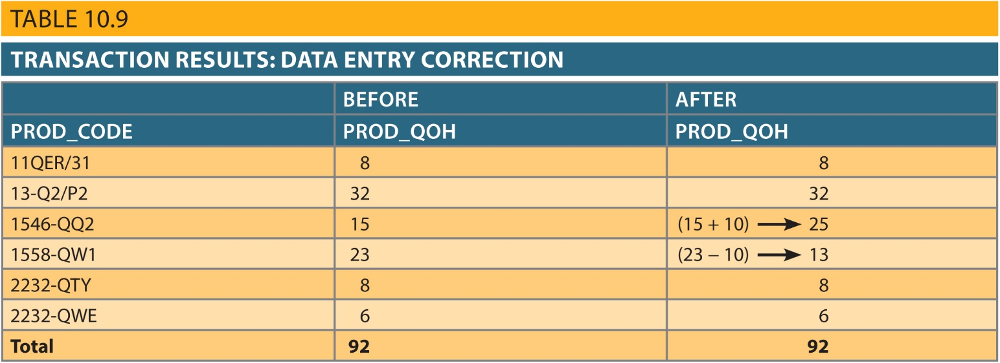 TABLE 10.9
TRANSACTION RESULTS: DATA ENTRY CORRECTION
BEFORE AFTER
PROD_CODE PROD_QOH PROD_QOH
11QER/31 8 8
13-Q2/P2 32 32
1546-QQ2 15 (15 + 10) → 25
1558-QW1 23 (23 − 10) → 13
2232-QTY 8 8
2232-QWE 6 6
Total 92 92